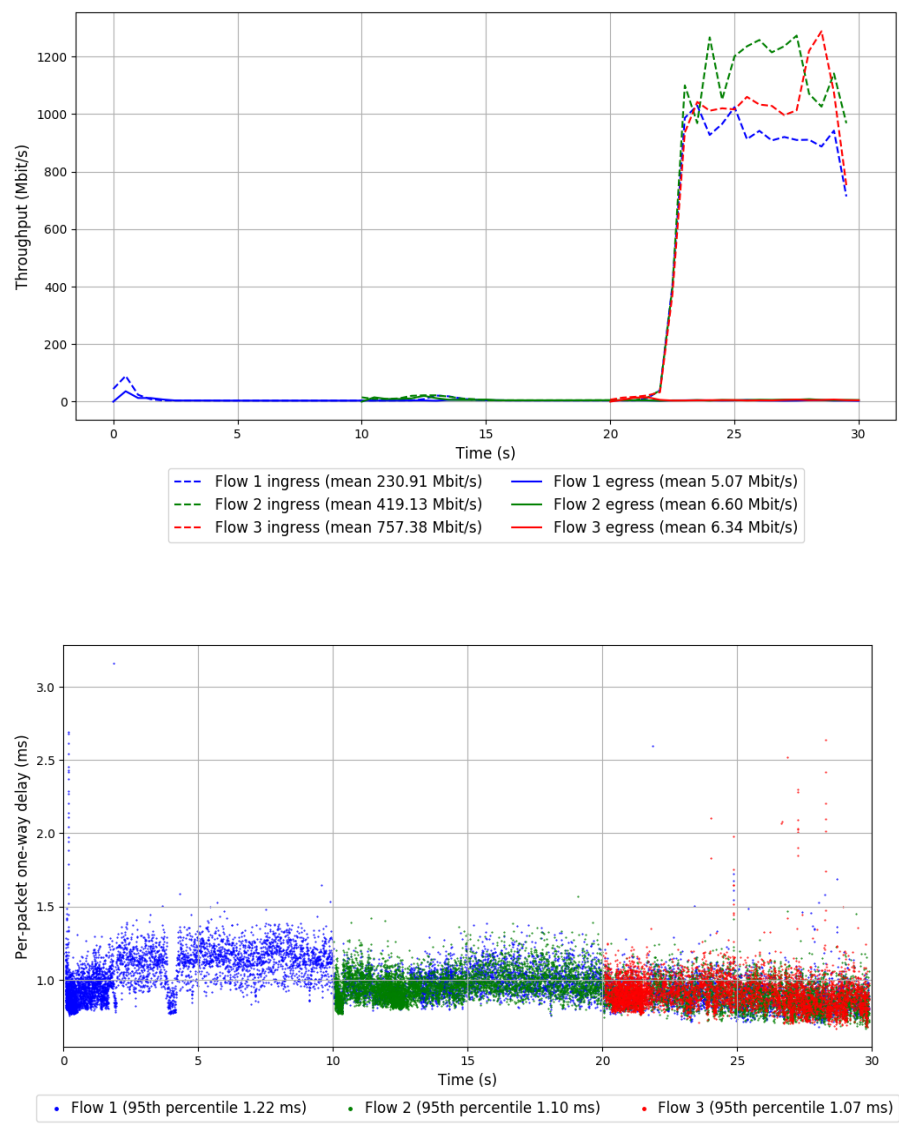 1200
1000
800
600
400
200
0
Throughput (Mbit/s)
0 5 10 15 20 25 30
Time (s)
Flow 1 ingress (mean 230.91 Mbit/s) Flow 1 egress (mean 5.07 Mbit/s)
Flow 2 ingress (mean 419.13 Mbit/s) Flow 2 egress (mean 6.60 Mbit/s)
Flow 3 ingress (mean 757.38 Mbit/s) Flow 3 egress (mean 6.34 Mbit/s)
3.0
2.5
2.0
1.5
1.0
Per-packet one-way delay (ms)
0 5 10 15 20 25 30
Time (s)
Flow 1 (95th percentile 1.22 ms) Flow 2 (95th percentile 1.10 ms) Flow 3 (95th percentile 1.07 ms)